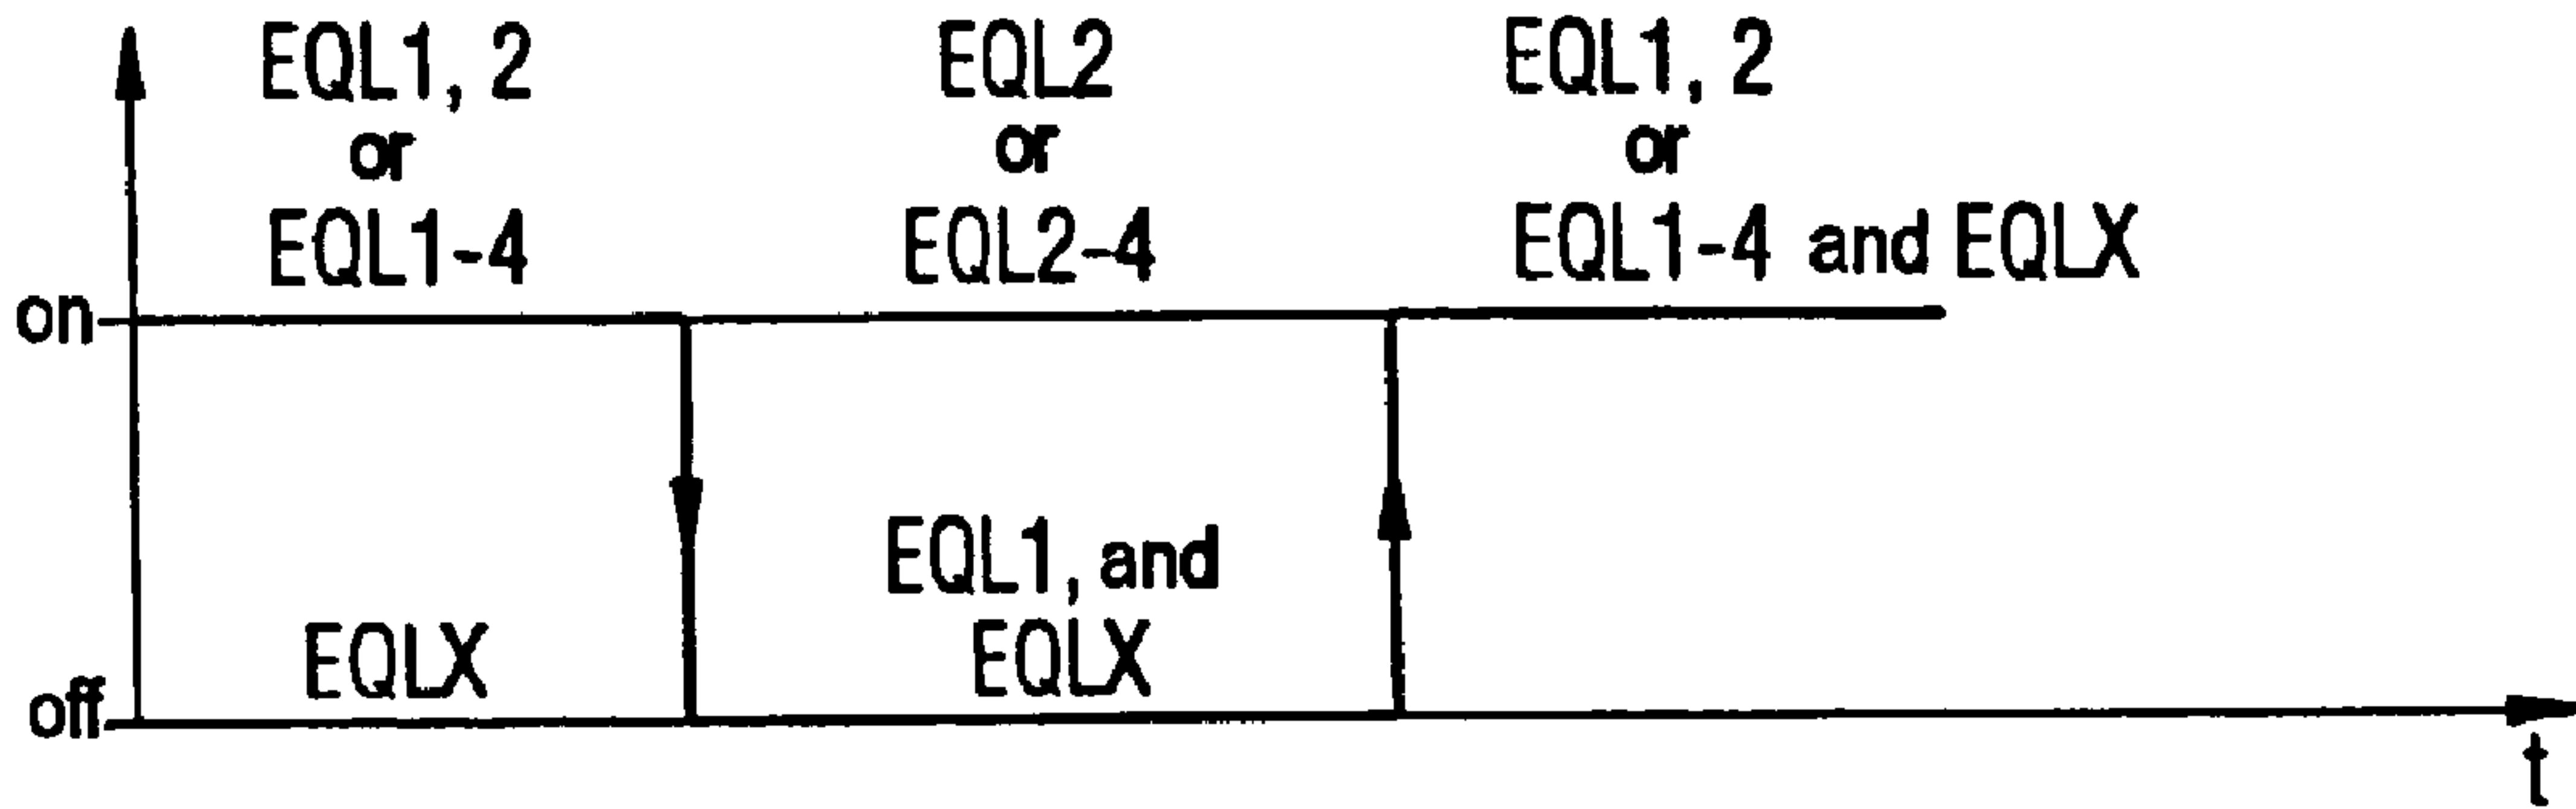 EQL1, 2
or
EQL1-4
EQL2
or
EQL2-4
EQL1, 2
or
EQL1-4 and EQLX
on
EQLX
EQL1, and
EQLX
off
t